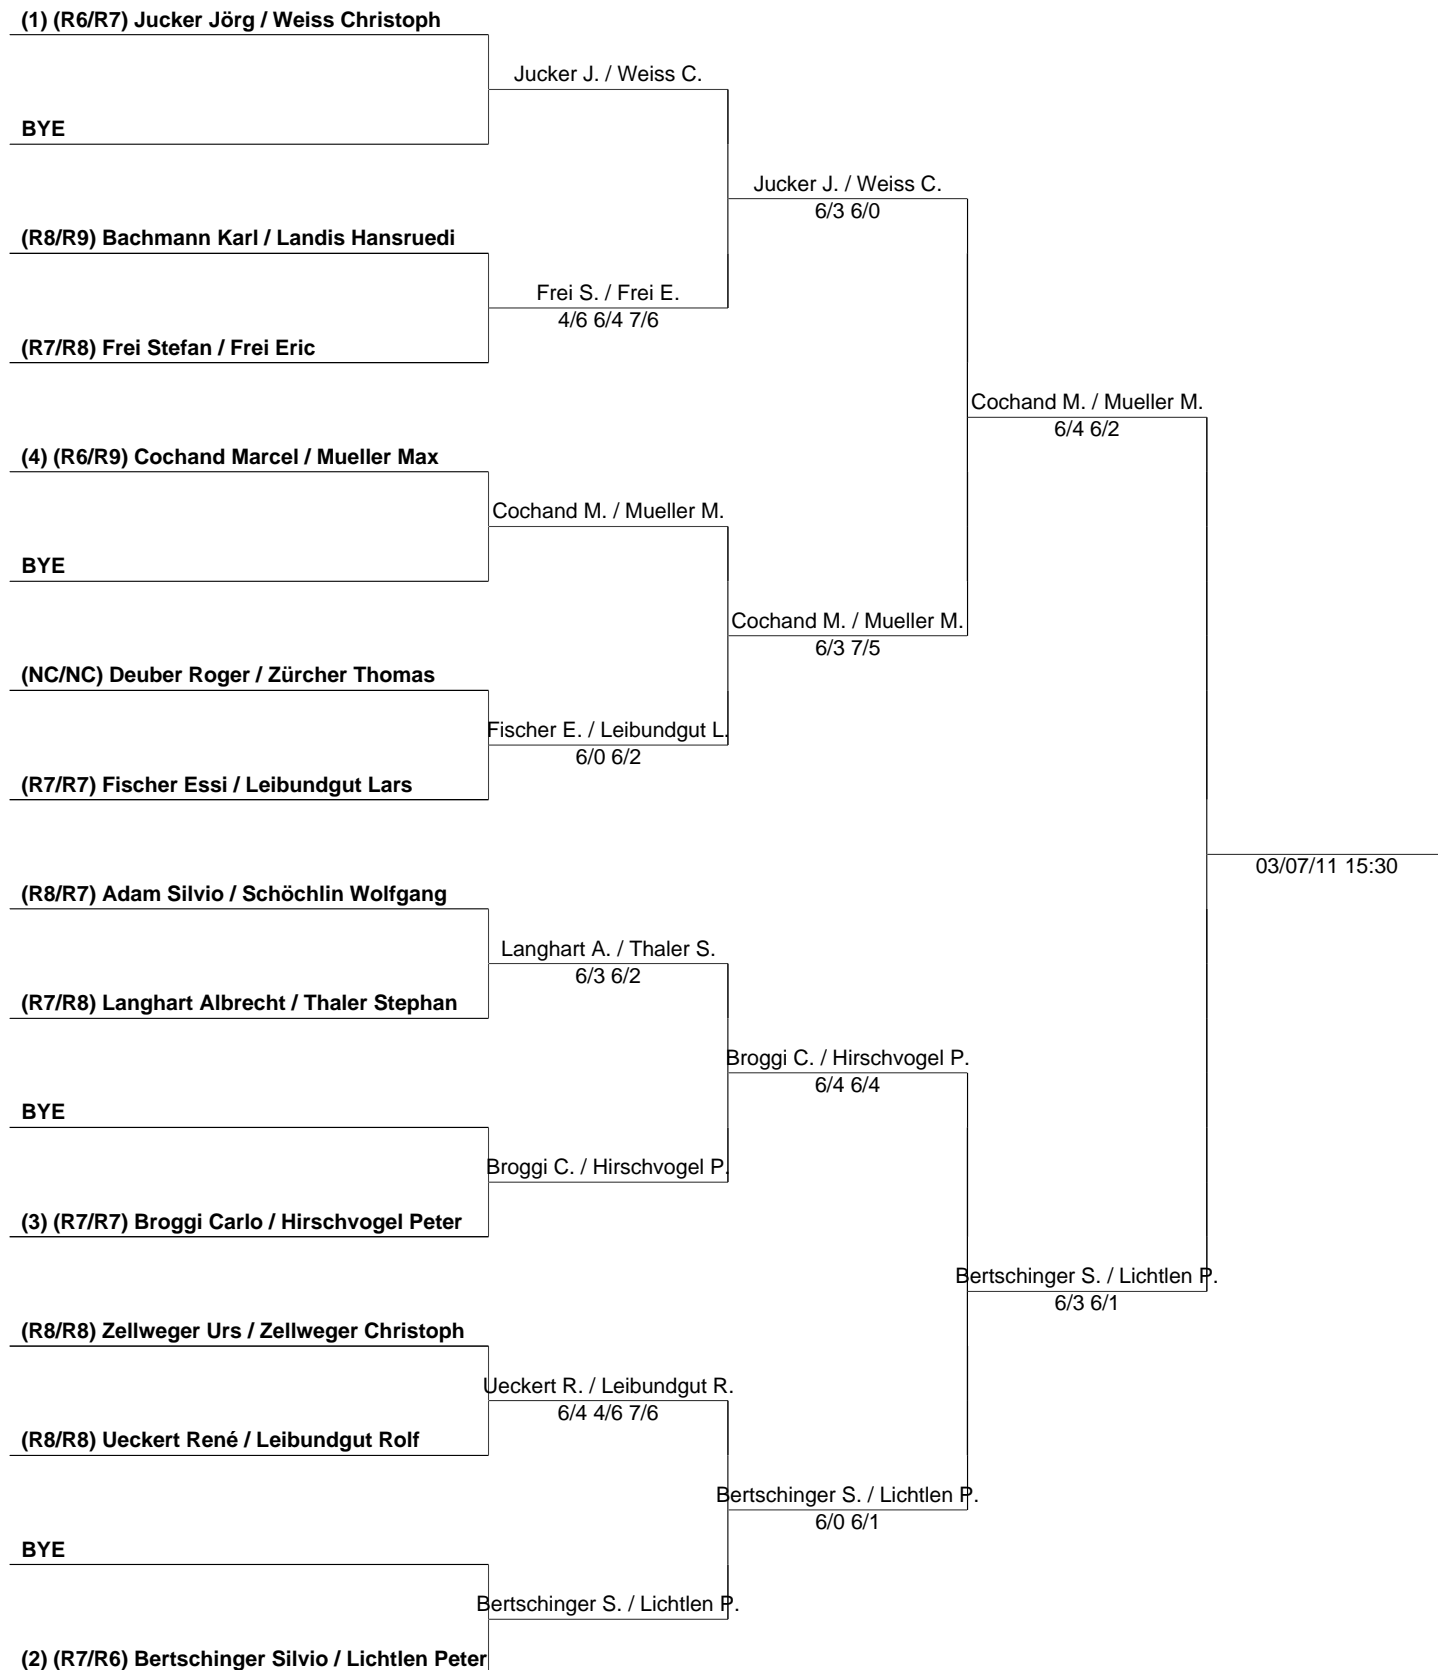 (1) (R6/R7) Jucker Jörg / Weiss Christoph
Jucker J. / Weiss C.
BYE
Jucker J. / Weiss C.
6/3 6/0
(R8/R9) Bachmann Karl / Landis Hansruedi
Frei S. / Frei E.
4/6 6/4 7/6
(R7/R8) Frei Stefan / Frei Eric
Cochand M. / Mueller M.
6/4 6/2
(4) (R6/R9) Cochand Marcel / Mueller Max
Cochand M. / Mueller M.
BYE
Cochand M. / Mueller M.
6/3 7/5
(NC/NC) Deuber Roger / Zürcher Thomas
Fischer E. / Leibundgut L.
6/0 6/2
(R7/R7) Fischer Essi / Leibundgut Lars
03/07/11 15:30
(R8/R7) Adam Silvio / Schöchlin Wolfgang
Langhart A. / Thaler S.
6/3 6/2
(R7/R8) Langhart Albrecht / Thaler Stephan
Broggi C. / Hirschvogel P.
6/4 6/4
BYE
Broggi C. / Hirschvogel P.
(3) (R7/R7) Broggi Carlo / Hirschvogel Peter
Bertschinger S. / Lichtlen P.
6/3 6/1
(R8/R8) Zellweger Urs / Zellweger Christoph
Ueckert R. / Leibundgut R.
6/4 4/6 7/6
(R8/R8) Ueckert René / Leibundgut Rolf
Bertschinger S. / Lichtlen P.
6/0 6/1
BYE
Bertschinger S. / Lichtlen P.
(2) (R7/R6) Bertschinger Silvio / Lichtlen Peter